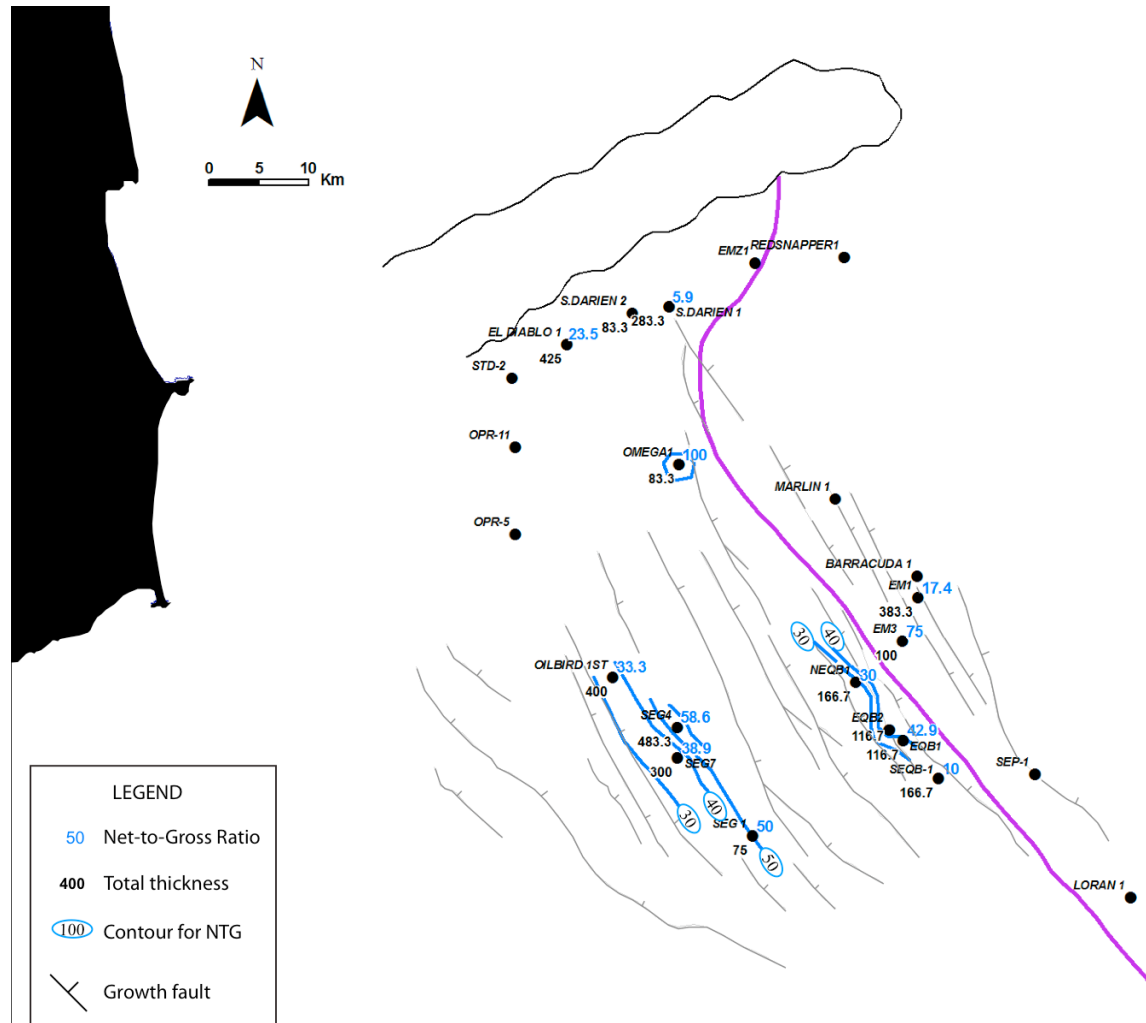 N
0 5 10
Km
EMZ1
REDSNAPPER1
S.DARIEN 2
5.9
83.3
283.3
S.DARIEN 1
EL DIABLO 1
23.5
425
STD-2
OPR-11
OMEGA1
100
83.3
MARLIN 1
OPR-5
BARRACUDA 1
EM1
17.4
383.3
EM3
75
100
30
40
NEQB1
30
166.7
OILBIRD 1ST
33.3
400
SEG4
58.6
483.3
38.9
300
SEG7
EQB2
42.9
116.7
EQB1
116.7
SEQB-1
10
166.7
SEP-1
30
40
SEG 1
50
75
50
LORAN 1
LEGEND
50 Net-to-Gross Ratio
400 Total thickness
100 Contour for NTG
Growth fault